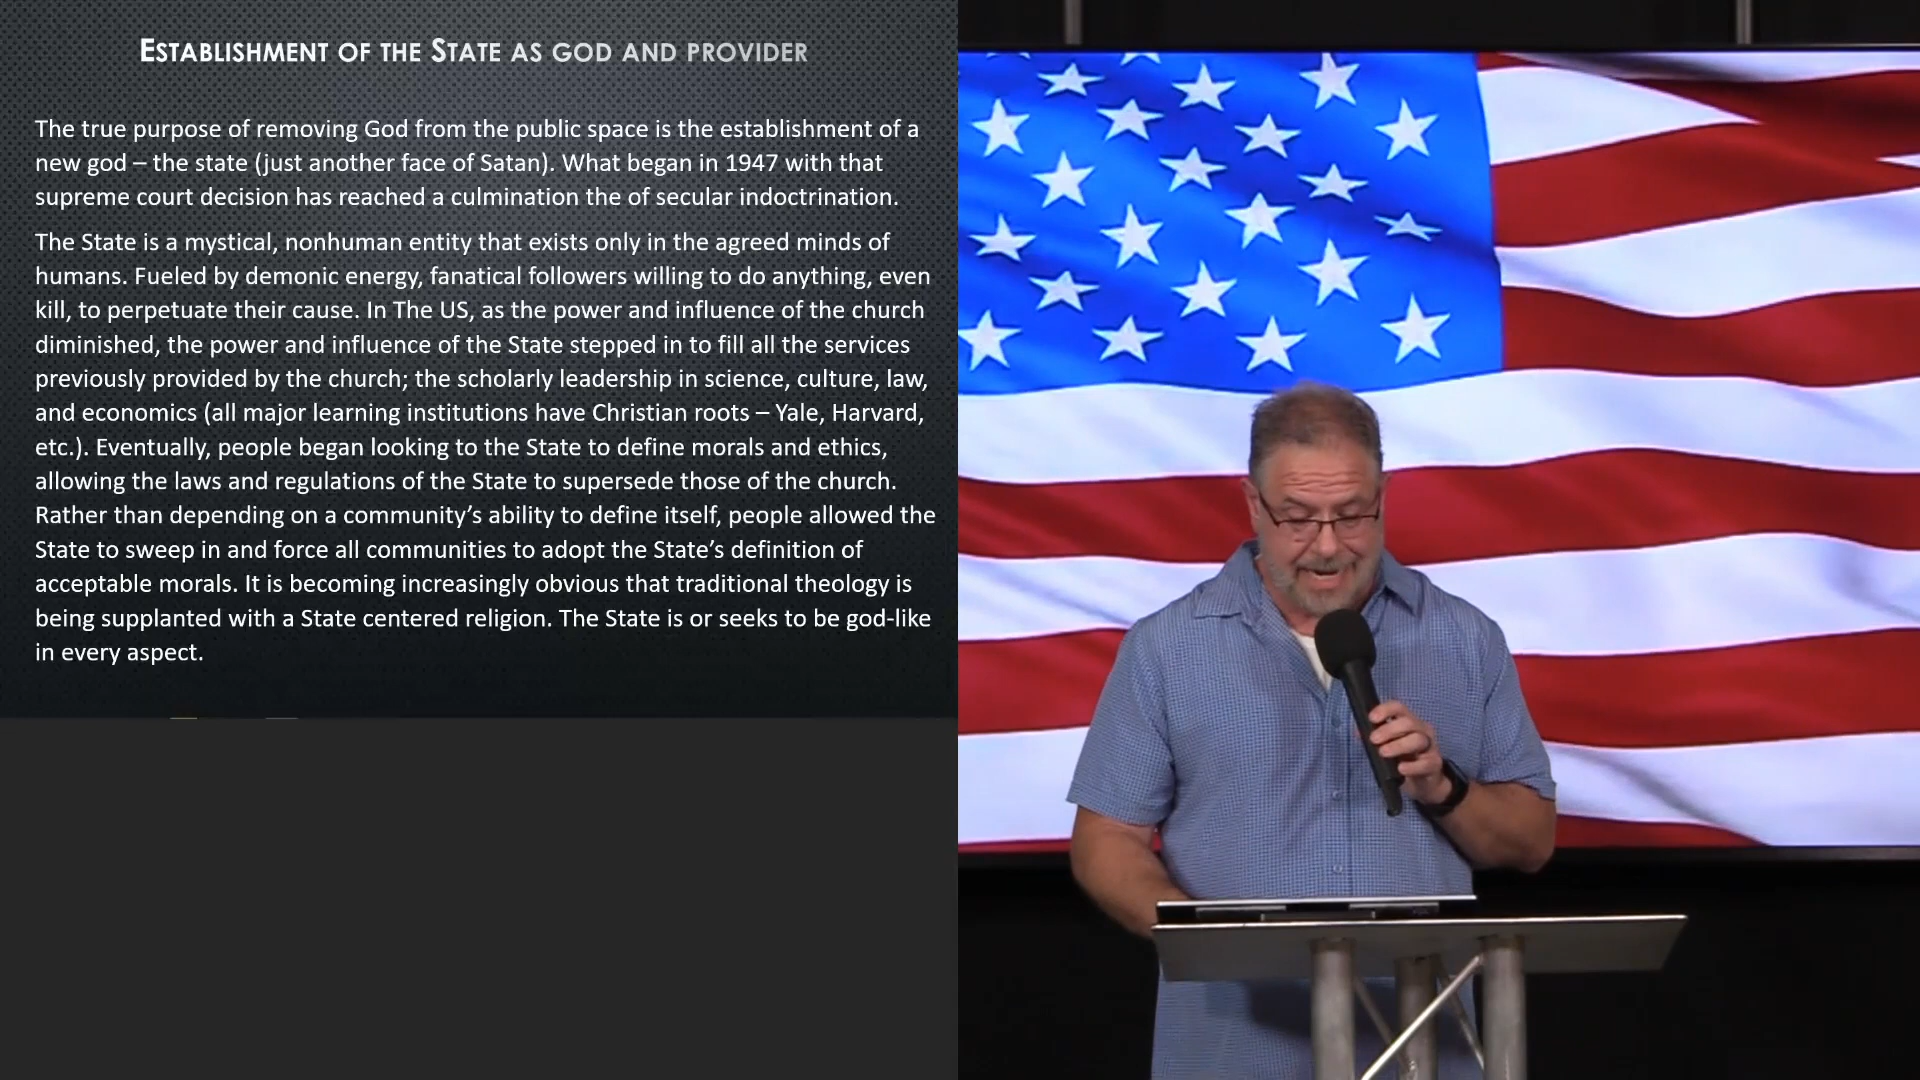 ESTABLISHMENT OF THE STATE AS GOD AND PROVIDER
The true purpose of removing God from the public space is the establishment of a
new god – the state (just another face of Satan). What began in 1947 with that
supreme court decision has reached a culmination the of secular indoctrination.
The State is a mystical, nonhuman entity that exists only in the agreed minds of
humans. Fueled by demonic energy, fanatical followers willing to do anything, even
kill, to perpetuate their cause. In The US, as the power and influence of the church
diminished, the power and influence of the State stepped in to fill all the services
previously provided by the church; the scholarly leadership in science, culture, law,
and economics (all major learning institutions have Christian roots – Yale, Harvard,
etc.). Eventually, people began looking to the State to define morals and ethics,
allowing the laws and regulations of the State to supersede those of the church.
Rather than depending on a community’s ability to define itself, people allowed the
State to sweep in and force all communities to adopt the State’s definition of
acceptable morals. It is becoming increasingly obvious that traditional theology is
being supplanted with a State centered religion. The State is or seeks to be god-like
in every aspect.